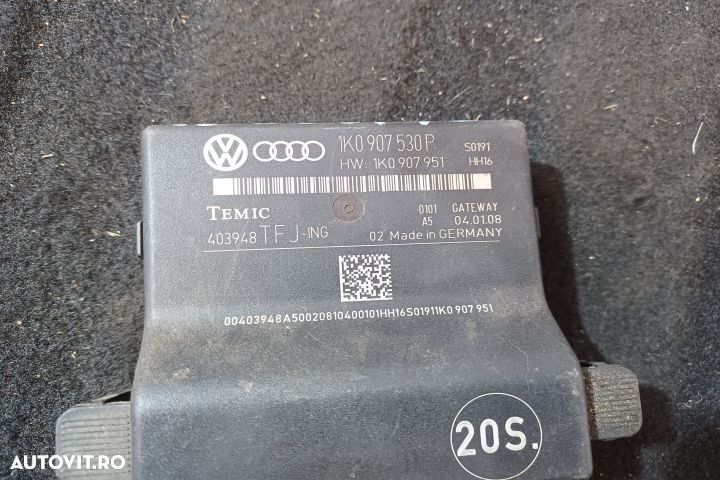 1K0 907 530 P
S0191
HW: 1K0 907 951
HH16
TEMIC
0101 GATEWAY
A5 04.01.08
403948 TFJ-ING
02 Made in GERMANY
00403948A50020810400101HH16S01911K0 907 951
20S.
AUTOVIT.RO